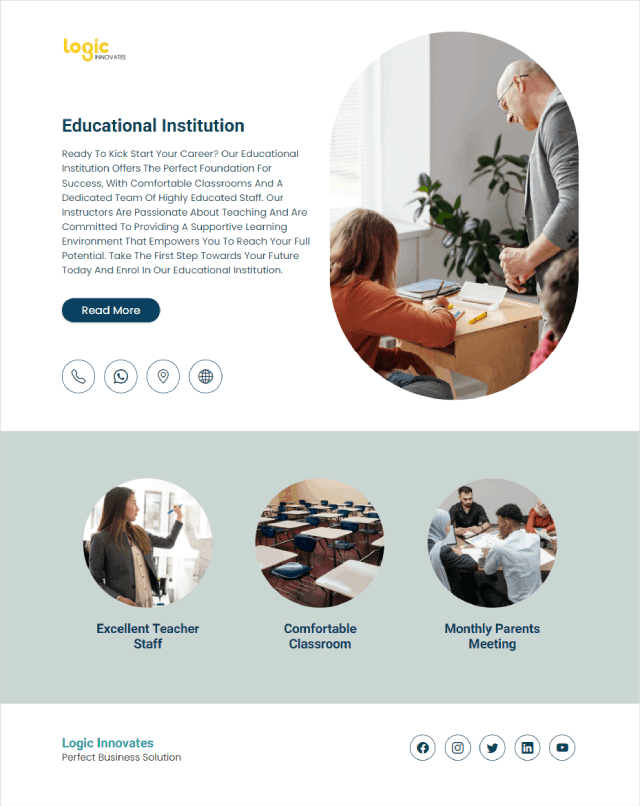 logic
INNOVATES
Educational Institution
Ready To Kick Start Your Career? Our Educational
Institution Offers The Perfect Foundation For
Success, With Comfortable Classrooms And A
Dedicated Team Of Highly Educated Staff. Our
Instructors Are Passionate About Teaching And Are
Committed To Providing A Supportive Learning
Environment That Empowers You To Reach Your Full
Potential. Take The First Step Towards Your Future
Today And Enrol In Our Educational Institution.
Read More
Excellent Teacher
Staff
Comfortable
Classroom
Monthly Parents
Meeting
Logic Innovates
Perfect Business Solution